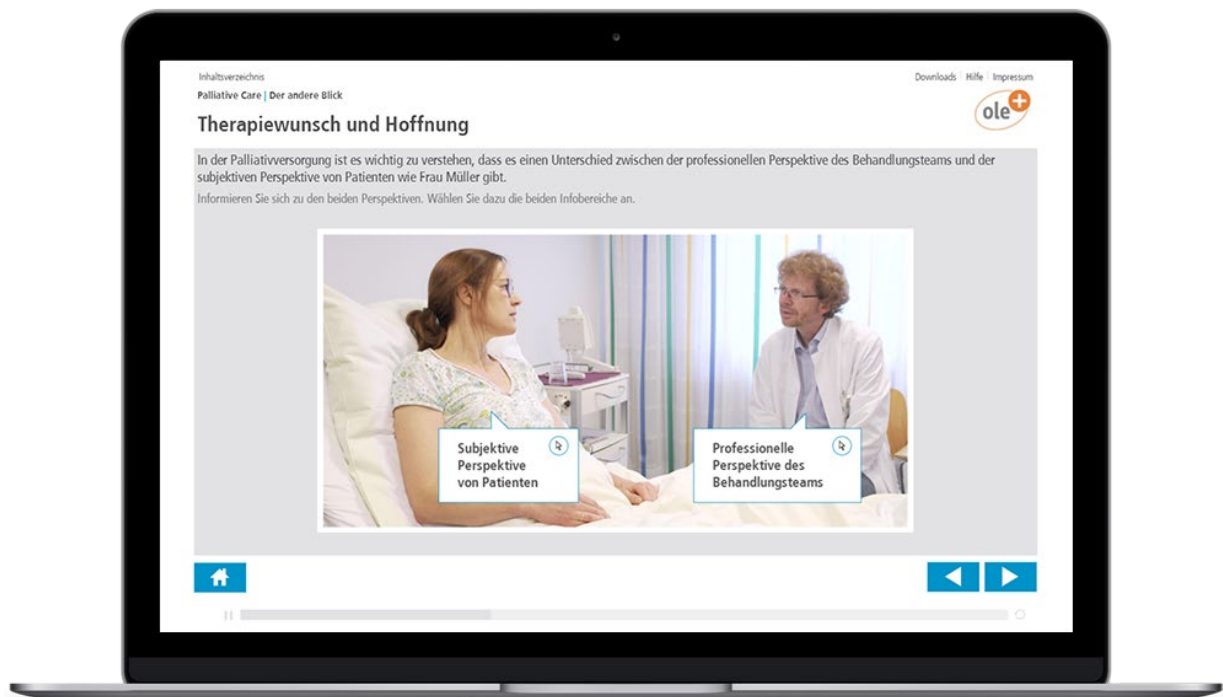 Inhaltsverzeichnis
Downloads | Hilfe | Impressum
Palliative Care | Der andere Blick
ole+
Therapiewunsch und Hoffnung
In der Palliativversorgung ist es wichtig zu verstehen, dass es einen Unterschied zwischen der professionellen Perspektive des Behandlungsteams und der
subjektiven Perspektive von Patienten wie Frau Müller gibt.
Informieren Sie sich zu den beiden Perspektiven. Wählen Sie dazu die beiden Infobereiche an.
Subjektive
Perspektive
von Patienten
Professionelle
Perspektive des
Behandlungsteams